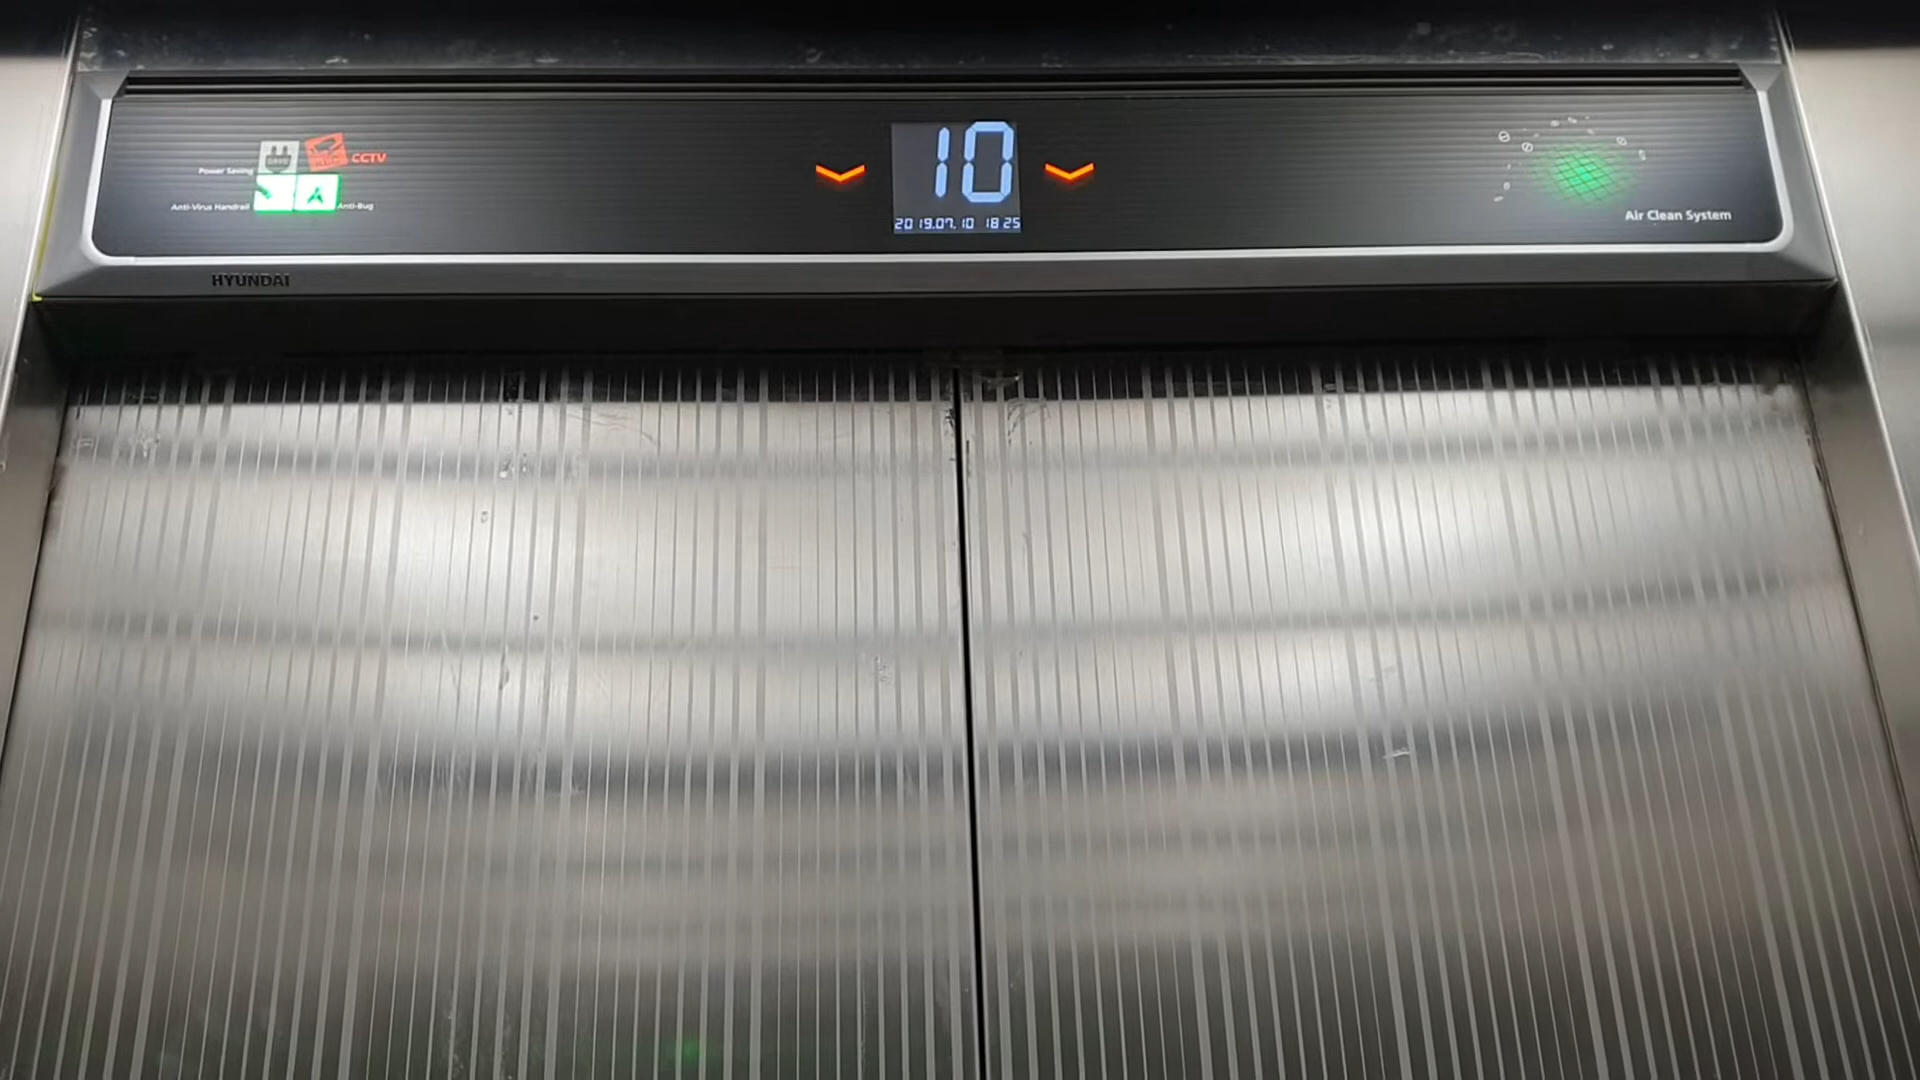 CCTV
Power Saving
Anti-Virus Handrail
Anti-Bug
10
2019.07.10 18:25
Air Clean System
HYUNDAI